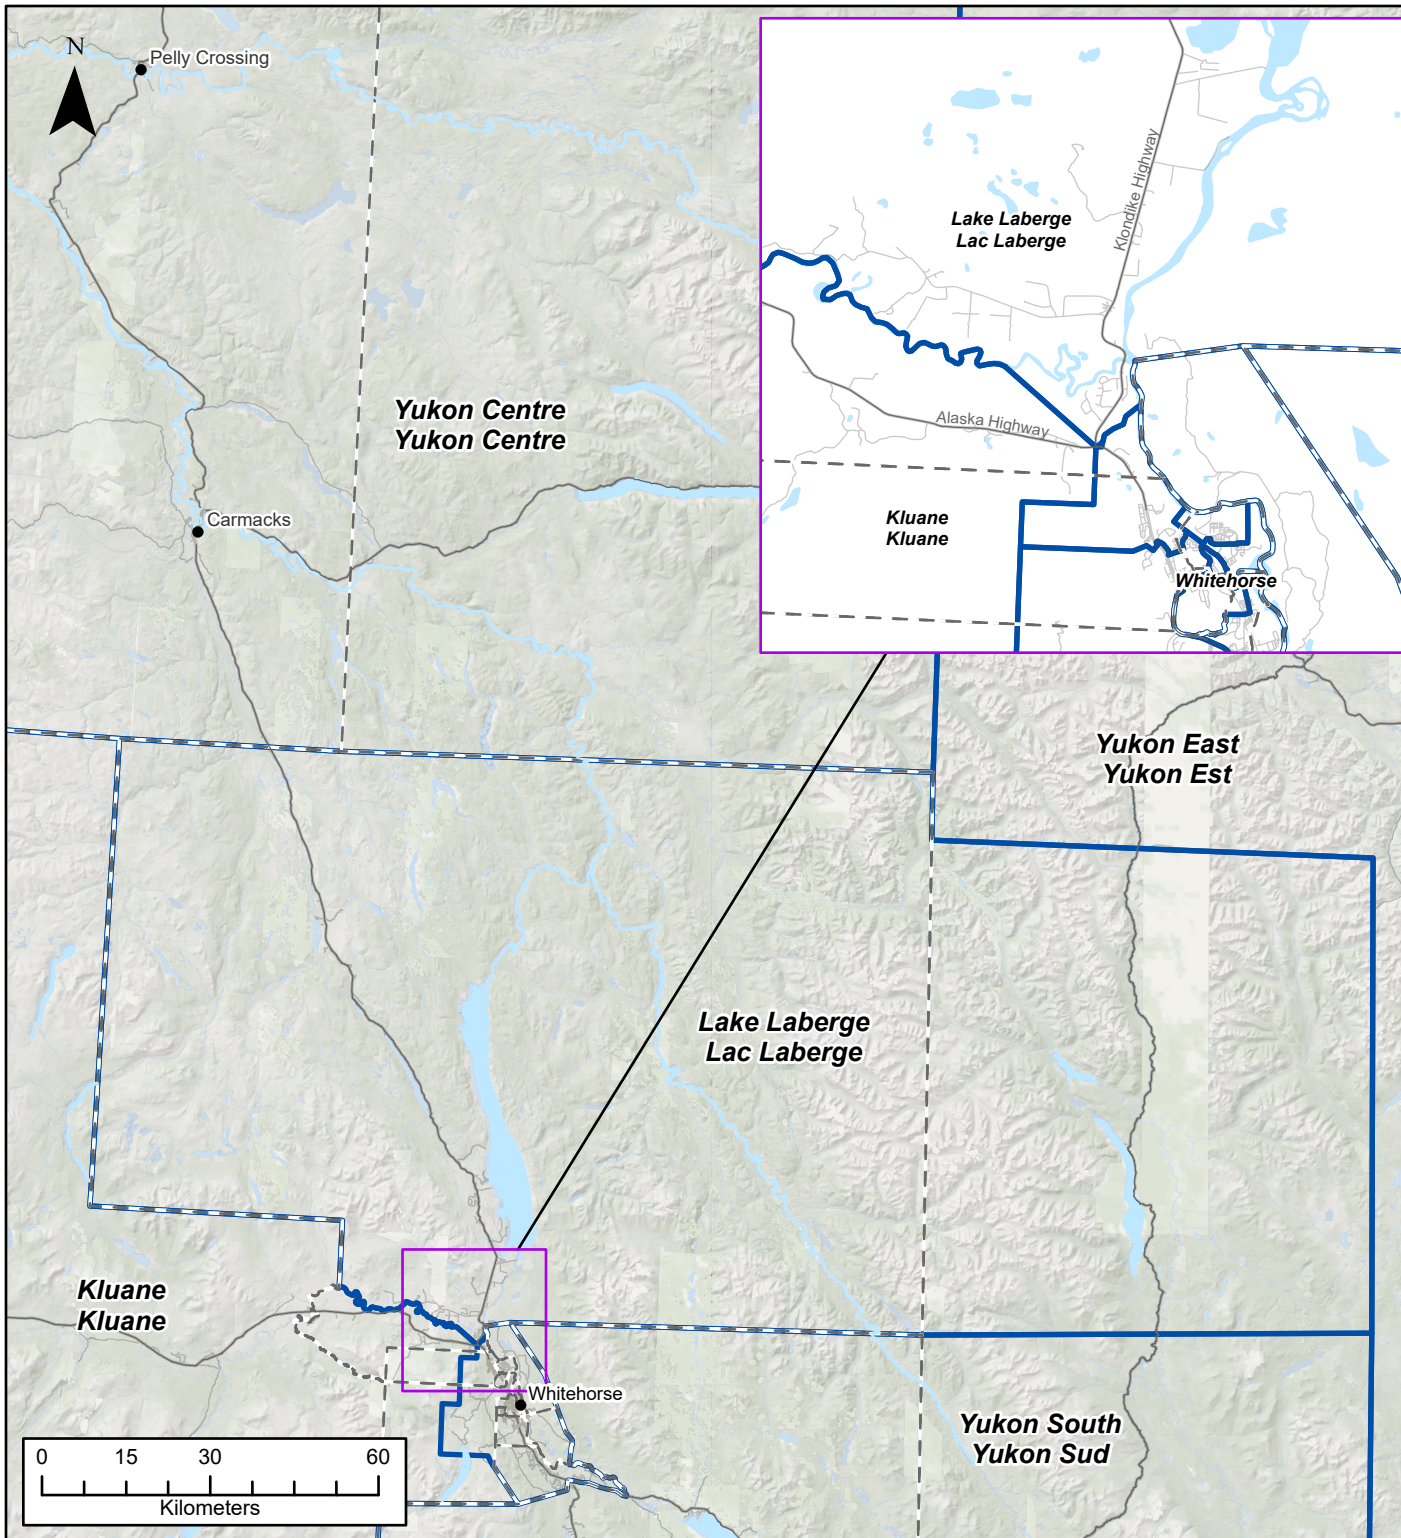 N
Pelly Crossing
Klondike Highway
Lake Laberge
Lac Laberge
Yukon Centre
Yukon Centre
Alaska Highway
Carmacks
Kluane
Kluane
Whitehorse
Yukon East
Yukon Est
Lake Laberge
Lac Laberge
Kluane
Kluane
Whitehorse
Yukon South
Yukon Sud
0 15 30 60
Kilometers